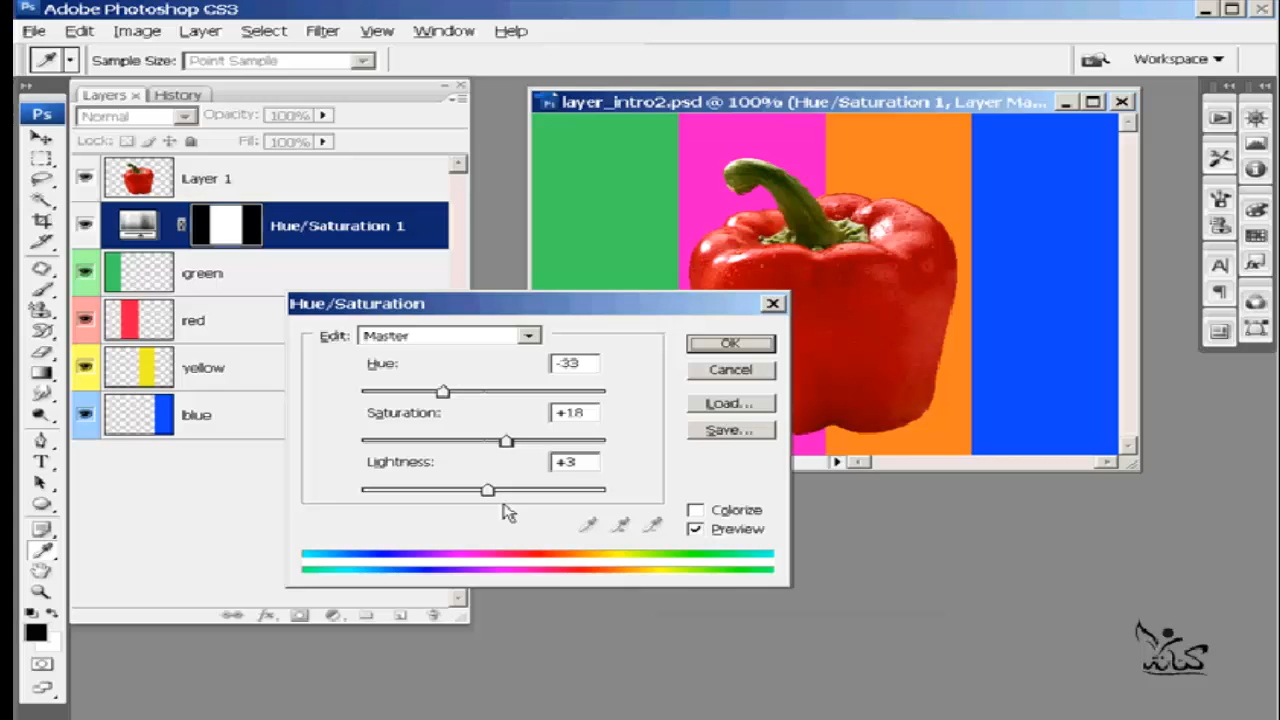 Ps Adobe Photoshop CS3
File Edit Image Layer Select Filter View Window Help
Sample Size: Point Sample Workspace
Layers × History
layer_intro2.psd @ 100% (Hue/Saturation 1, Layer Ma...
Ps
Normal Opacity: 100%
Lock: Fill: 100%
Layer 1
Hue/Saturation 1
green
red
yellow
blue
Hue/Saturation
Edit: Master
Hue: -33
Saturation: +18
Lightness: +3
OK
Cancel
Load...
Save...
Colorize
Preview